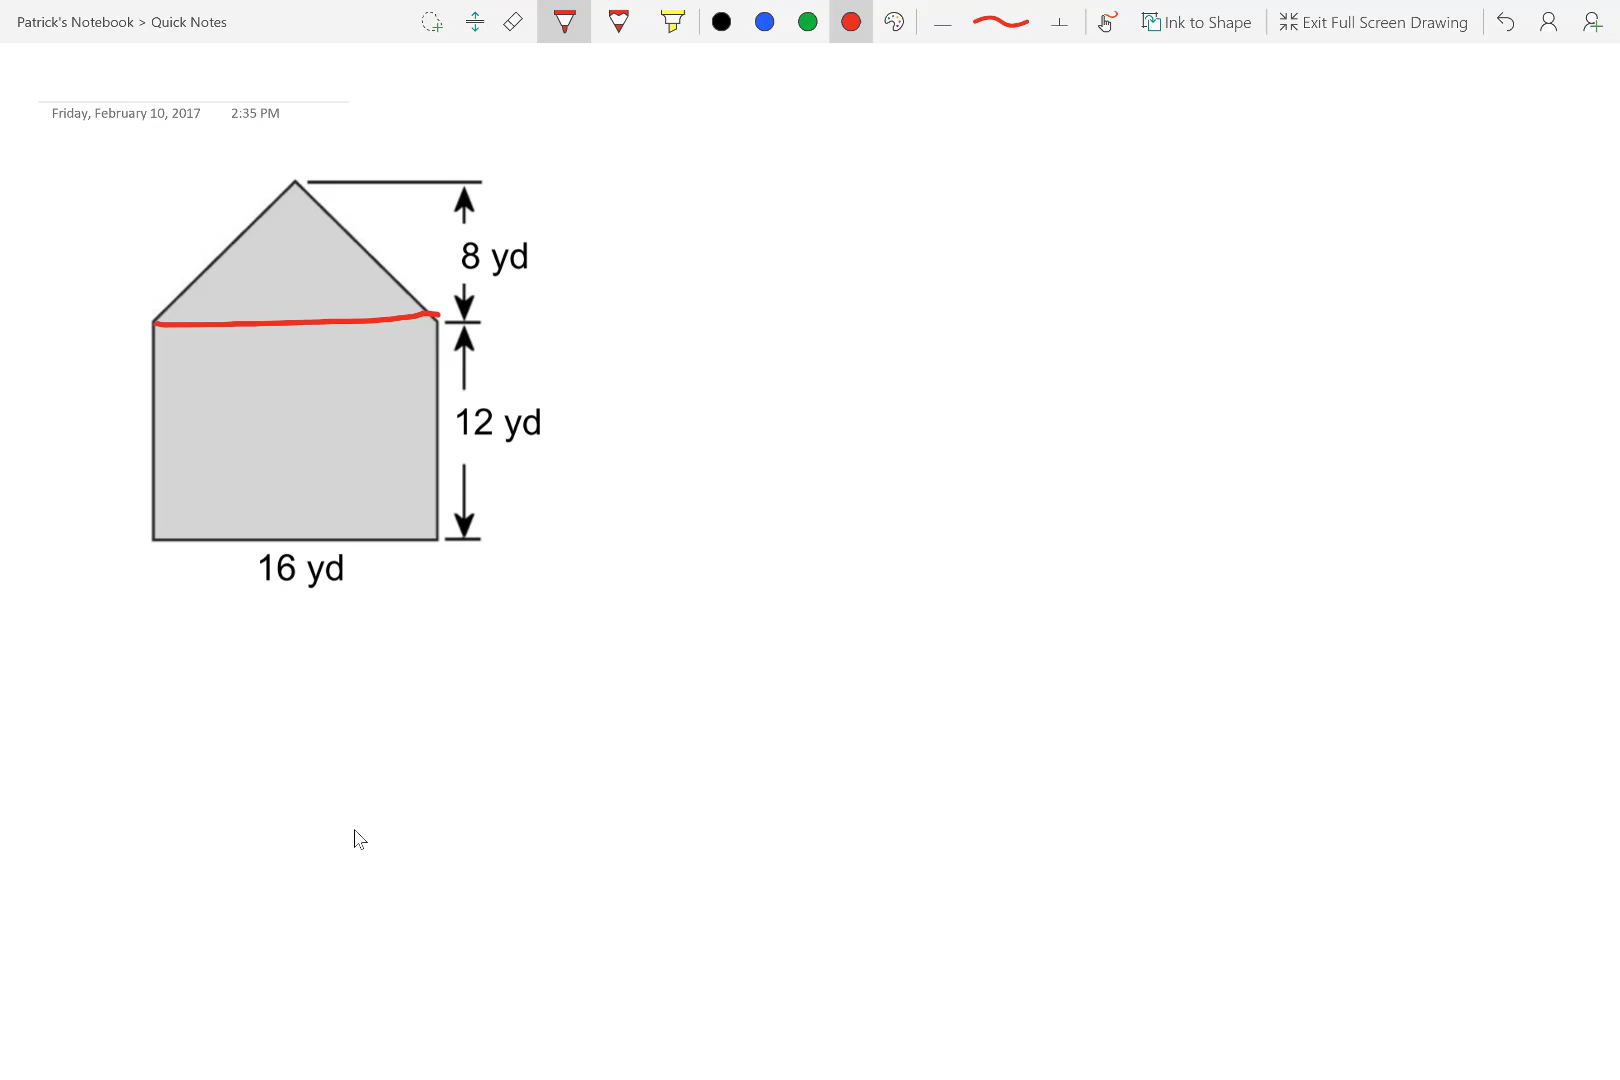 Patrick's Notebook > Quick Notes
Ink to Shape
Exit Full Screen Drawing
Friday, February 10, 2017 2:35 PM
8 yd
12 yd
16 yd